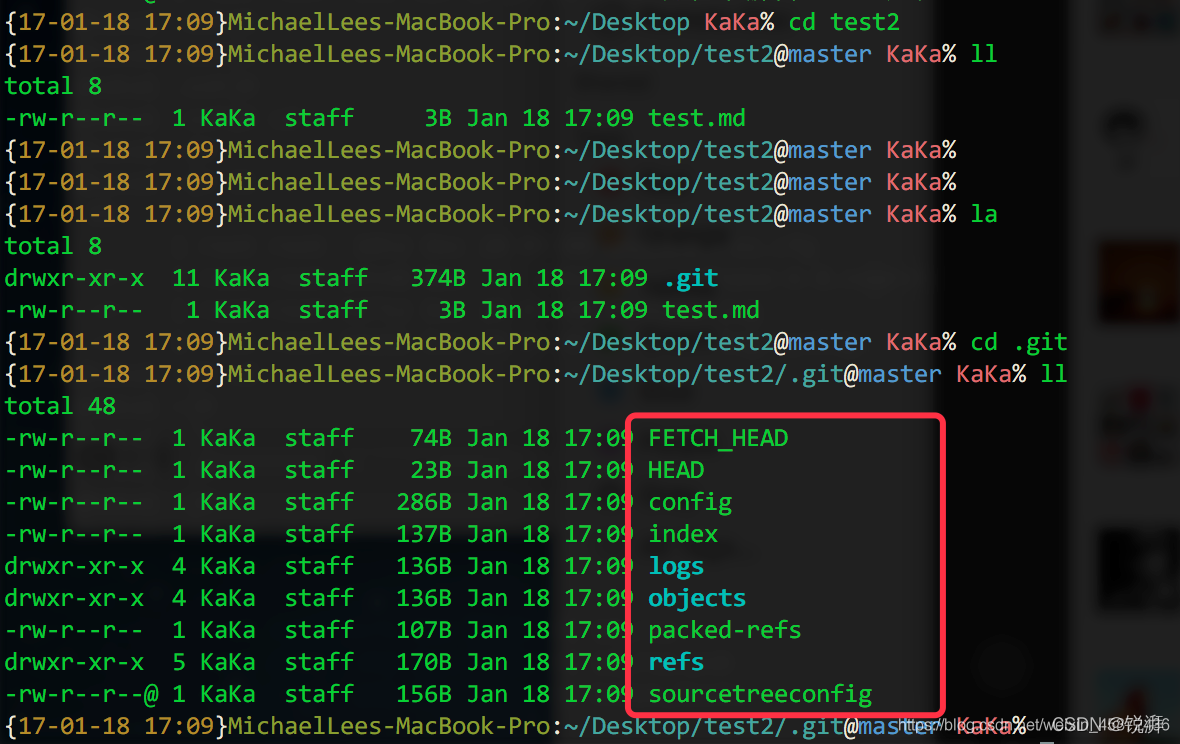 {17-01-18 17:09}MichaelLees-MacBook-Pro:~/Desktop KaKa% cd test2
{17-01-18 17:09}MichaelLees-MacBook-Pro:~/Desktop/test2@master KaKa% ll
total 8
-rw-r--r--  1 KaKa  staff     3B Jan 18 17:09 test.md
{17-01-18 17:09}MichaelLees-MacBook-Pro:~/Desktop/test2@master KaKa%
{17-01-18 17:09}MichaelLees-MacBook-Pro:~/Desktop/test2@master KaKa%
{17-01-18 17:09}MichaelLees-MacBook-Pro:~/Desktop/test2@master KaKa% la
total 8
drwxr-xr-x  11 KaKa  staff   374B Jan 18 17:09 .git
-rw-r--r--   1 KaKa  staff     3B Jan 18 17:09 test.md
{17-01-18 17:09}MichaelLees-MacBook-Pro:~/Desktop/test2@master KaKa% cd .git
{17-01-18 17:09}MichaelLees-MacBook-Pro:~/Desktop/test2/.git@master KaKa% ll
total 48
-rw-r--r--  1 KaKa  staff    74B Jan 18 17:09 FETCH_HEAD
-rw-r--r--  1 KaKa  staff    23B Jan 18 17:09 HEAD
-rw-r--r--  1 KaKa  staff   286B Jan 18 17:09 config
-rw-r--r--  1 KaKa  staff   137B Jan 18 17:09 index
drwxr-xr-x  4 KaKa  staff   136B Jan 18 17:09 logs
drwxr-xr-x  4 KaKa  staff   136B Jan 18 17:09 objects
-rw-r--r--  1 KaKa  staff   107B Jan 18 17:09 packed-refs
drwxr-xr-x  5 KaKa  staff   170B Jan 18 17:09 refs
-rw-r--r--@ 1 KaKa  staff   156B Jan 18 17:09 sourcetreeconfig
{17-01-18 17:09}MichaelLees-MacBook-Pro:~/Desktop/test2/.git@master KaKa%
CSDN @锐湃